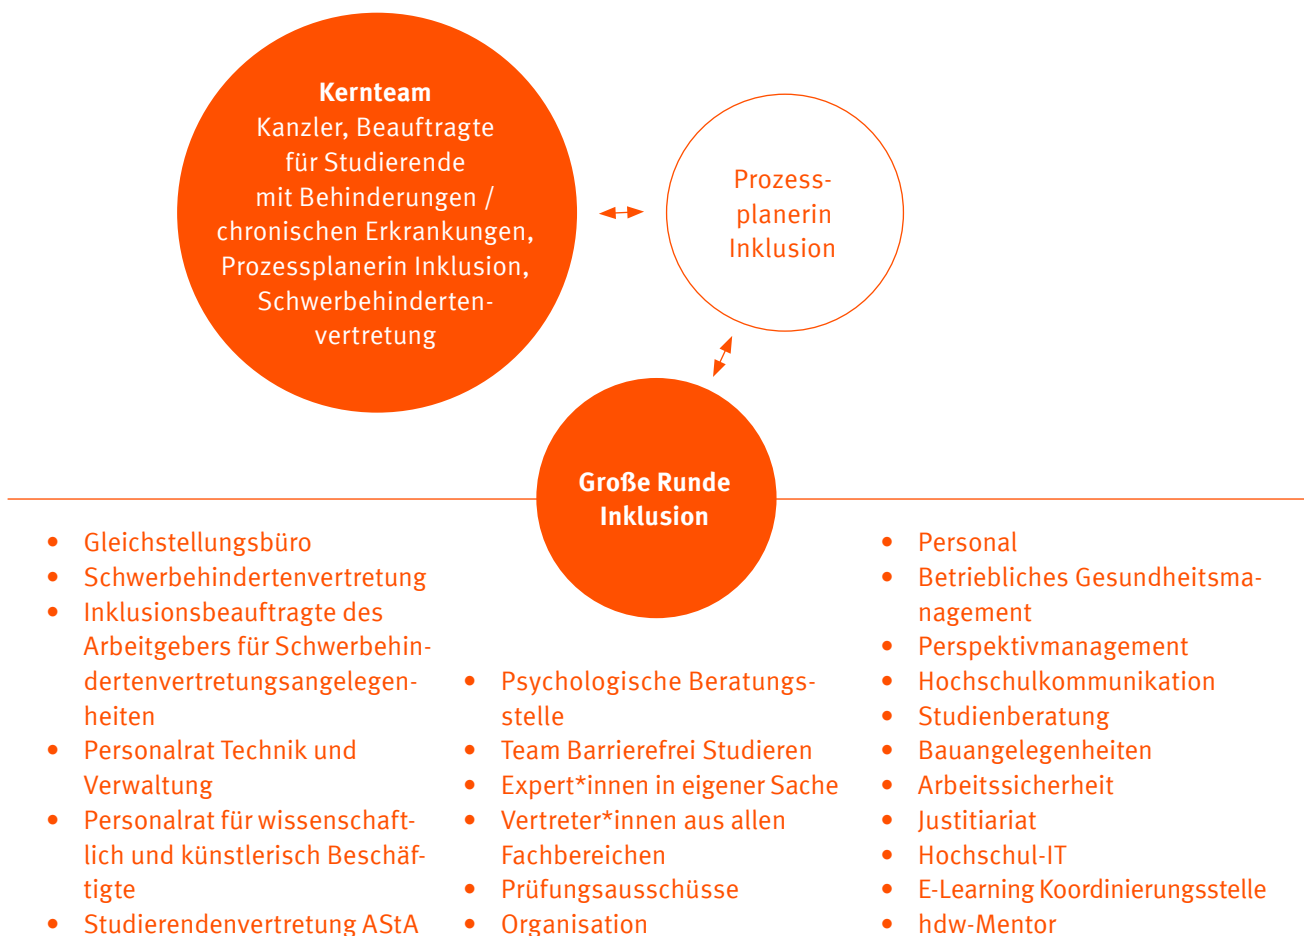 Kernteam
Kanzler, Beauftragte
für Studierende
mit Behinderungen /
chronischen Erkrankungen,
Prozessplanerin Inklusion,
Schwerbehinderten-
vertretung
Prozess-
planerin
Inklusion
Große Runde
Inklusion
• Gleichstellungsbüro
• Schwerbehindertenvertretung
• Inklusionsbeauftragte des
Arbeitgebers für Schwerbehin-
dertenvertretungsangelegen-
heiten
• Personalrat Technik und
Verwaltung
• Personalrat für wissenschaft-
lich und künstlerisch Beschäf-
tigte
• Studierendenvertretung AStA
• Psychologische Beratungs-
stelle
• Team Barrierefrei Studieren
• Expert*innen in eigener Sache
• Vertreter*innen aus allen
Fachbereichen
• Prüfungsausschüsse
• Organisation
• Personal
• Betriebliches Gesundheitsma-
nagement
• Perspektivmanagement
• Hochschulkommunikation
• Studienberatung
• Bauangelegenheiten
• Arbeitssicherheit
• Justitiariat
• Hochschul-IT
• E-Learning Koordinierungsstelle
• hdw-Mentor